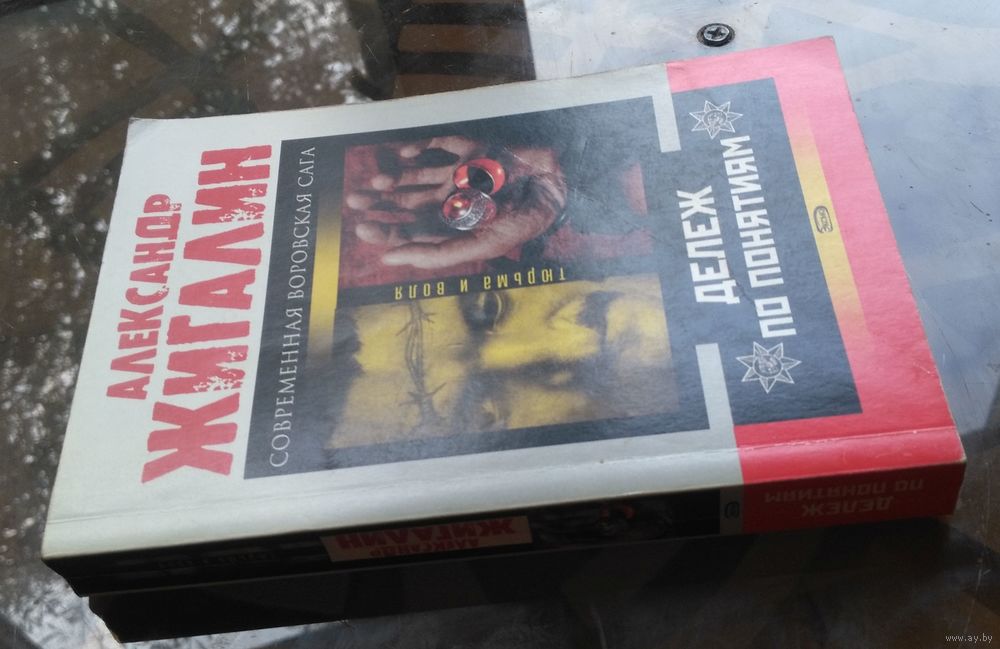 АЛЕКСАНДР
ЖИГАЛИН
СОВРЕМЕННАЯ ВОРОВСКАЯ САГА
тюрьма и воля
ДЕЛЕЖ
ПО ПОНЯТИЯМ
АЛЕКСАНДР
ЖИГАЛИН
ДЕЛЕЖ
ПО ПОНЯТИЯМ
www.ay.by